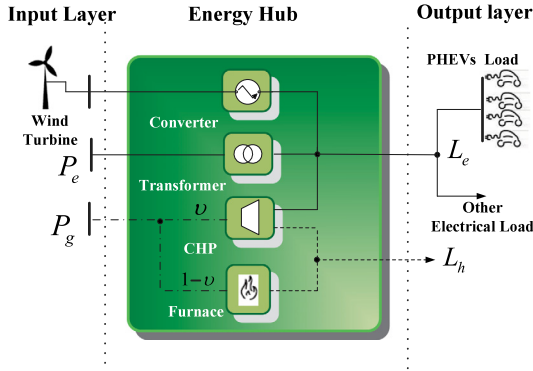 Input Layer
Energy Hub
Output layer
PHEVs Load
Wind
Turbine
Converter
P_e
Transformer
L_e
Other
Electrical Load
P_g
υ
CHP
L_h
1−υ
Furnace